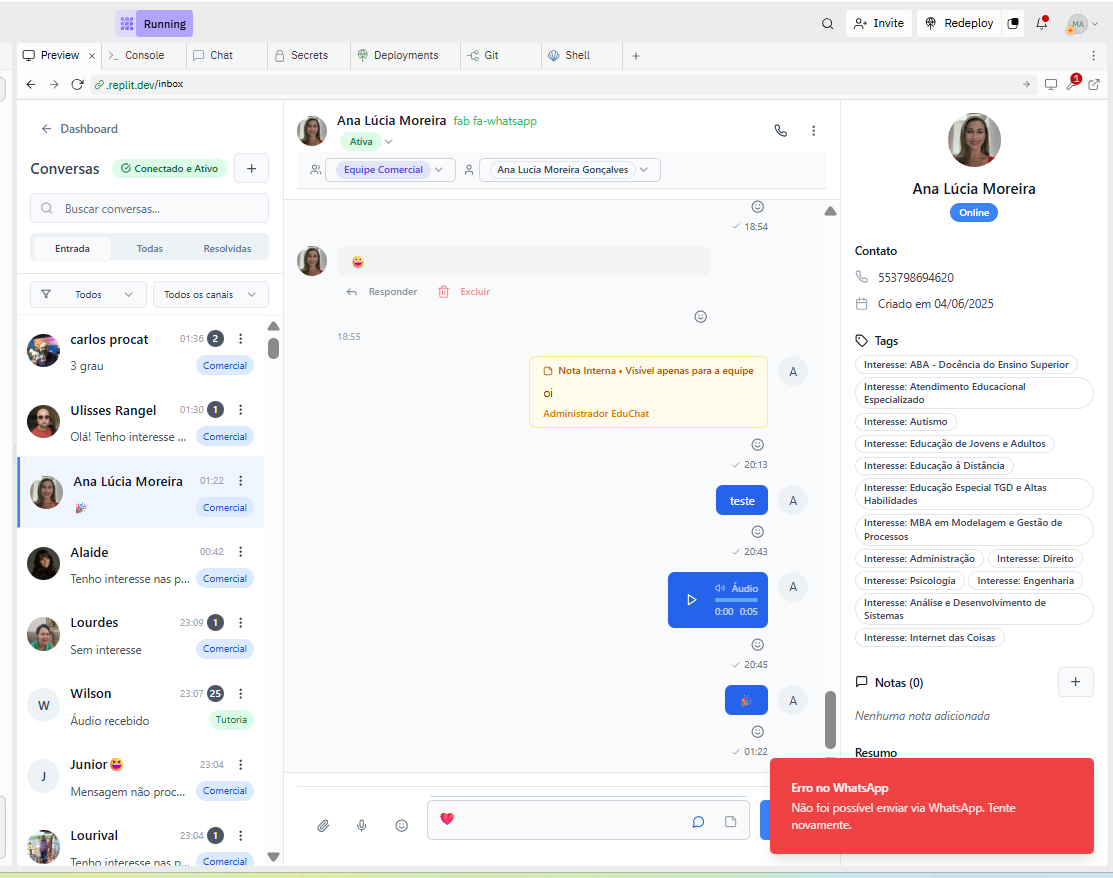 Running
Invite
Redeploy
MA
Preview
Console
Chat
Secrets
Deployments
Git
Shell
.replit.dev/inbox
1
Dashboard
Conversas
Conectado e Ativo
Buscar conversas...
Entrada
Todas
Resolvidas
Todos
Todos os canais
carlos procat
01:36
2
3 grau
Comercial
Ulisses Rangel
01:30
1
Olá! Tenho interesse ...
Comercial
Ana Lúcia Moreira
01:22
🎉
Comercial
Alaide
00:42
Tenho interesse nas p...
Comercial
Lourdes
23:09
1
Sem interesse
Comercial
W
Wilson
23:07
25
Áudio recebido
Tutoria
J
Junior😆
23:04
Mensagem não proc...
Comercial
Lourival
23:04
1
Tenho interesse nas p...
Comercial
Ana Lúcia Moreira fab fa-whatsapp
Ativa
Equipe Comercial
Ana Lucia Moreira Gonçalves
18:54
😀
Responder
Excluir
18:55
Nota Interna • Visível apenas para a equipe
oi
Administrador EduChat
A
20:13
teste
A
20:43
Áudio
0:00 0:05
A
20:45
🎉
A
01:22
❤️
Ana Lúcia Moreira
Online
Contato
553798694620
Criado em 04/06/2025
Tags
Interesse: ABA - Docência do Ensino Superior
Interesse: Atendimento Educacional
Especializado
Interesse: Autismo
Interesse: Educação de Jovens e Adultos
Interesse: Educação à Distância
Interesse: Educação Especial TGD e Altas
Habilidades
Interesse: MBA em Modelagem e Gestão de
Processos
Interesse: Administração
Interesse: Direito
Interesse: Psicologia
Interesse: Engenharia
Interesse: Análise e Desenvolvimento de
Sistemas
Interesse: Internet das Coisas
Notas (0)
Nenhuma nota adicionada
Resumo
Erro no WhatsApp
Não foi possível enviar via WhatsApp. Tente
novamente.